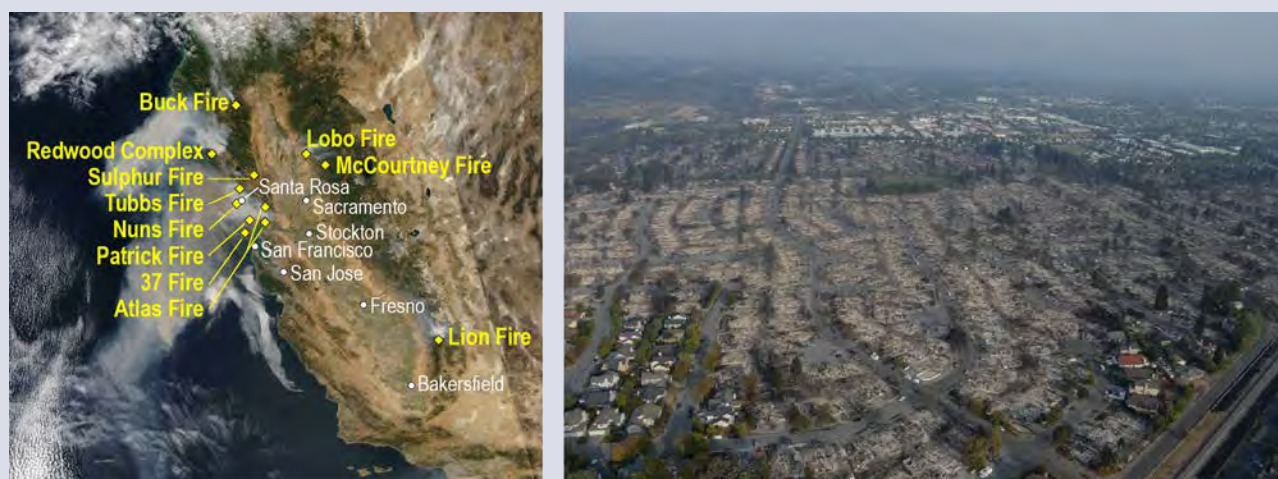 Buck Fire
Redwood Complex
Lobo Fire
McCourtney Fire
Sulphur Fire
Santa Rosa
Tubbs Fire
Sacramento
Nuns Fire
Stockton
Patrick Fire
San Francisco
37 Fire
San Jose
Atlas Fire
Fresno
Lion Fire
Bakersfield